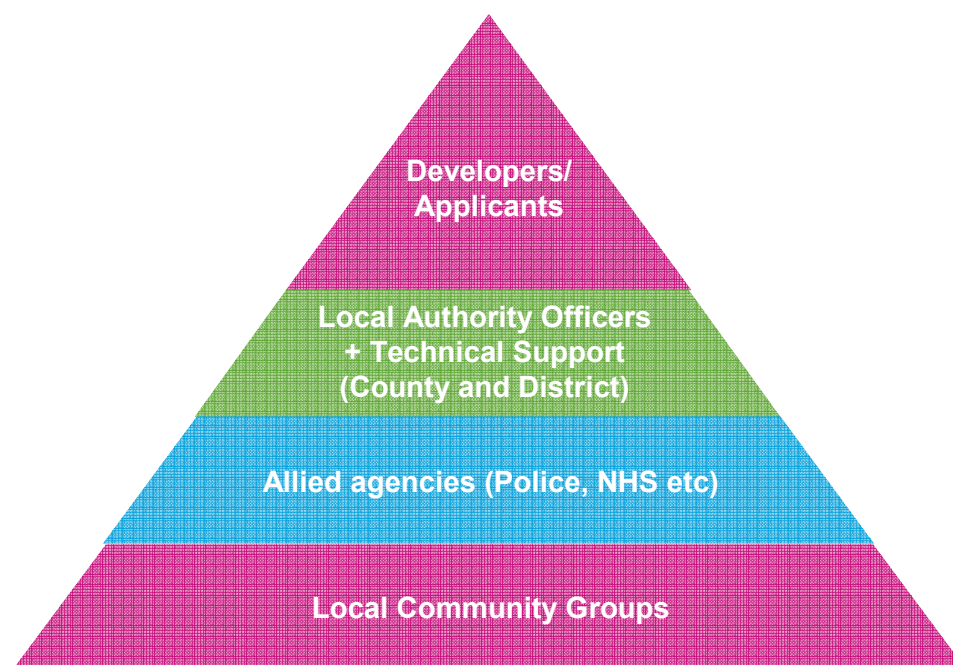 Developers/
Applicants
Local Authority Officers
+ Technical Support
(County and District)
Allied agencies (Police, NHS etc)
Local Community Groups